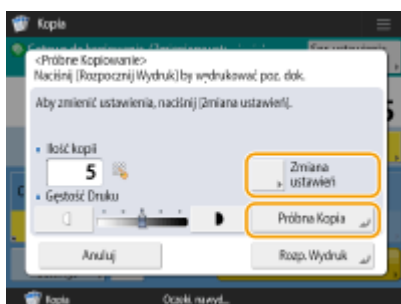 Kopia
<Próbne Kopiowanie>
Naciśnij [Rozpocznij Wydruk] by wydrukować poz. dok.
Aby zmienić ustawienia, naciśnij [Zmiana ustawień].
Ilość kopii
5
Zmiana
ustawień
Gęstość Druku
Próbna Kopia
Anuluj
Rozp. Wydruk
Kopia